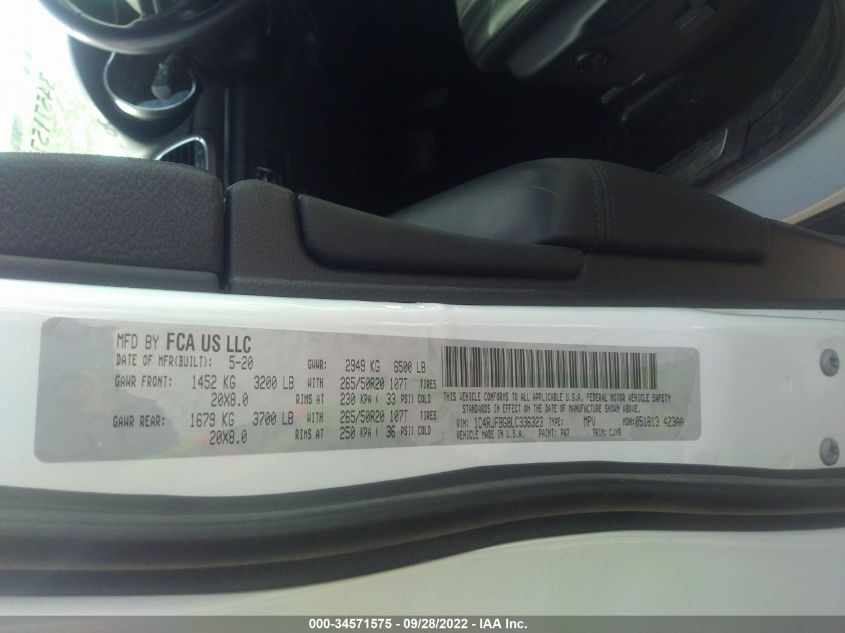 MFD BY FCA US LLC
DATE OF MFR(BUILT): 5-20 GVWR: 2949 KG 6500 LB
GAWR FRONT: 1452 KG 3200 LB WITH 265/50R20 107T TIRES
20X8.0 RIMS AT 230 KPA ( 33 PSI) COLD
GAWR REAR: 1679 KG 3700 LB WITH 265/50R20 107T TIRES
20X8.0 RIMS AT 250 KPA ( 36 PSI) COLD
THIS VEHICLE CONFORMS TO ALL APPLICABLE U.S.A. FEDERAL MOTOR VEHICLE SAFETY
STANDARDS IN EFFECT ON THE DATE OF MANUFACTURE SHOWN ABOVE.
VIN: 1C4RJFBG8LC336323 TYPE: MPV MDH: 051813 423AA
VEHICLE MADE IN U.S.A. PAINT: PW7 TRIM: CJX9
000-34571575 - 09/28/2022 - IAA Inc.